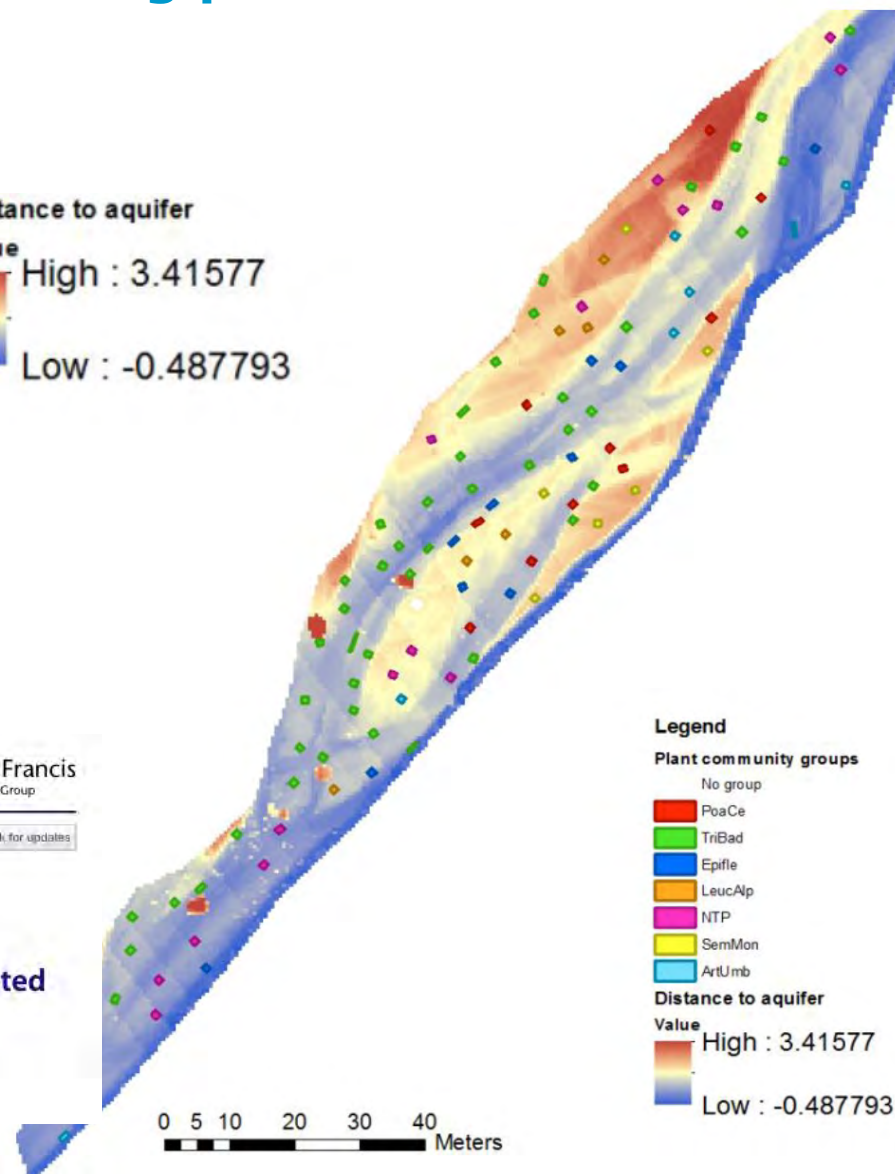 tance to aquifer
High : 3.41577
Low : -0.487793
Francis
Group
k for updates
ted
Legend
Plant community groups
No group
PoaCe
TriBad
Epifle
LeucAlp
NTP
SemMon
ArtUmb
Distance to aquifer
Value
High : 3.41577
Low : -0.487793
0 5 10 20 30 40
Meters